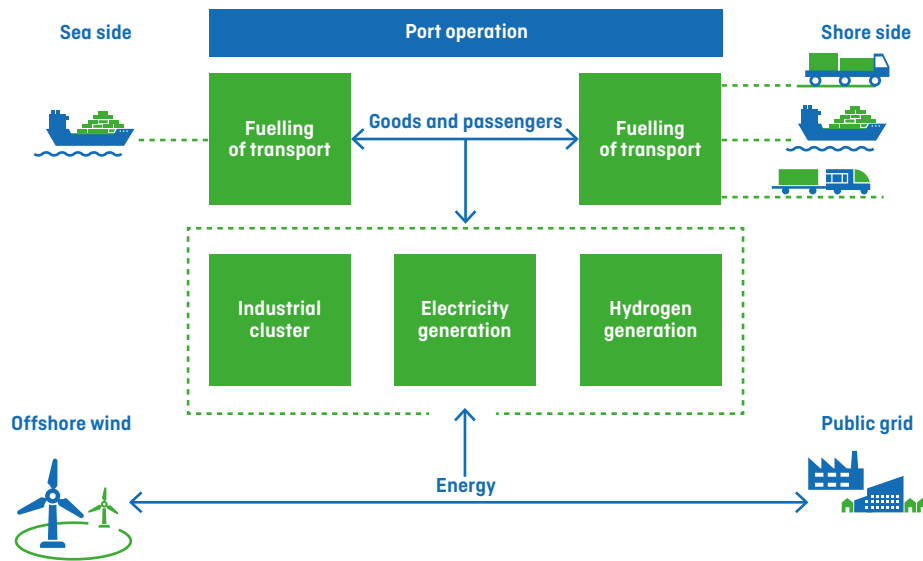 Sea side
Port operation
Shore side
Fuelling
of transport
Goods and passengers
Fuelling
of transport
Industrial
cluster
Electricity
generation
Hydrogen
generation
Offshore wind
Public grid
Energy